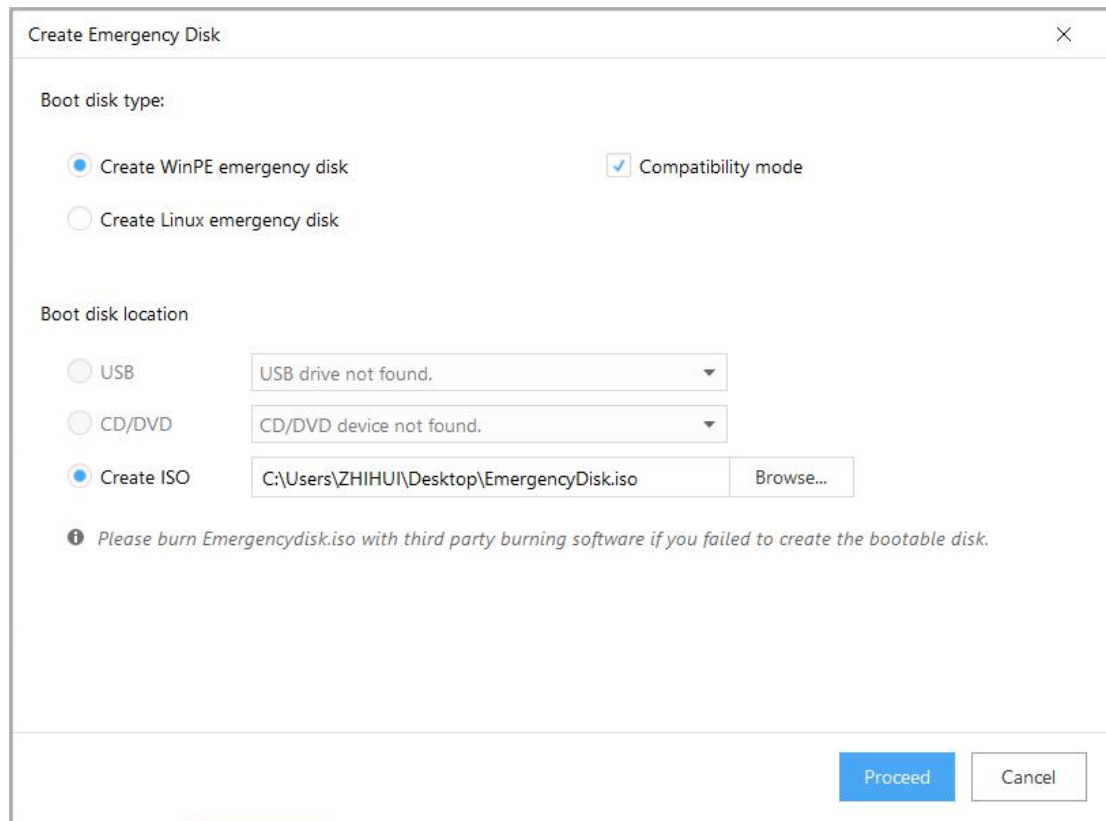 Create Emergency Disk
Boot disk type:
Create WinPE emergency disk
Compatibility mode
Create Linux emergency disk
Boot disk location
USB
USB drive not found.
CD/DVD
CD/DVD device not found.
Create ISO
C:\Users\ZHIHUI\Desktop\EmergencyDisk.iso
Browse...
Please burn Emergencydisk.iso with third party burning software if you failed to create the bootable disk.
Proceed
Cancel